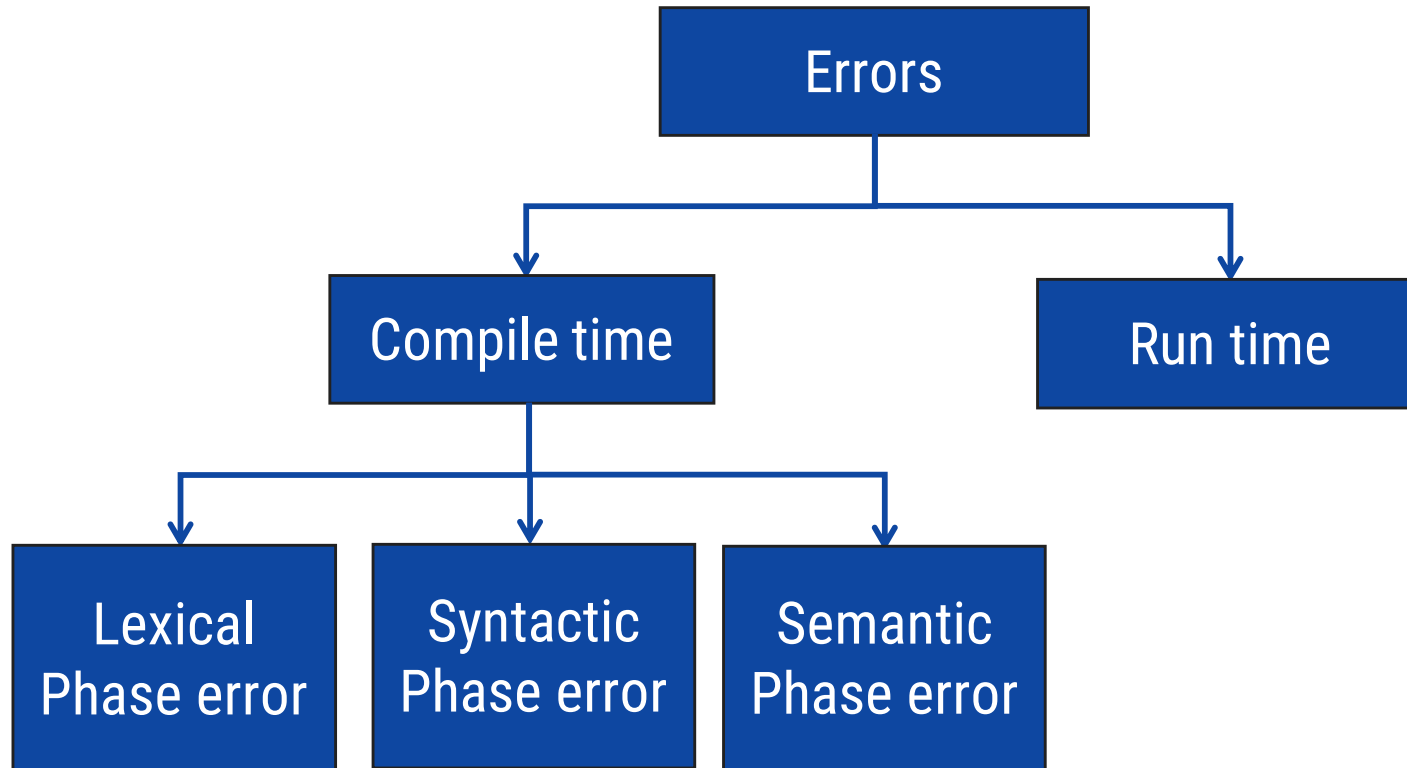 Errors
Compile time
Run time
Lexical
Phase error
Syntactic
Phase error
Semantic
Phase error